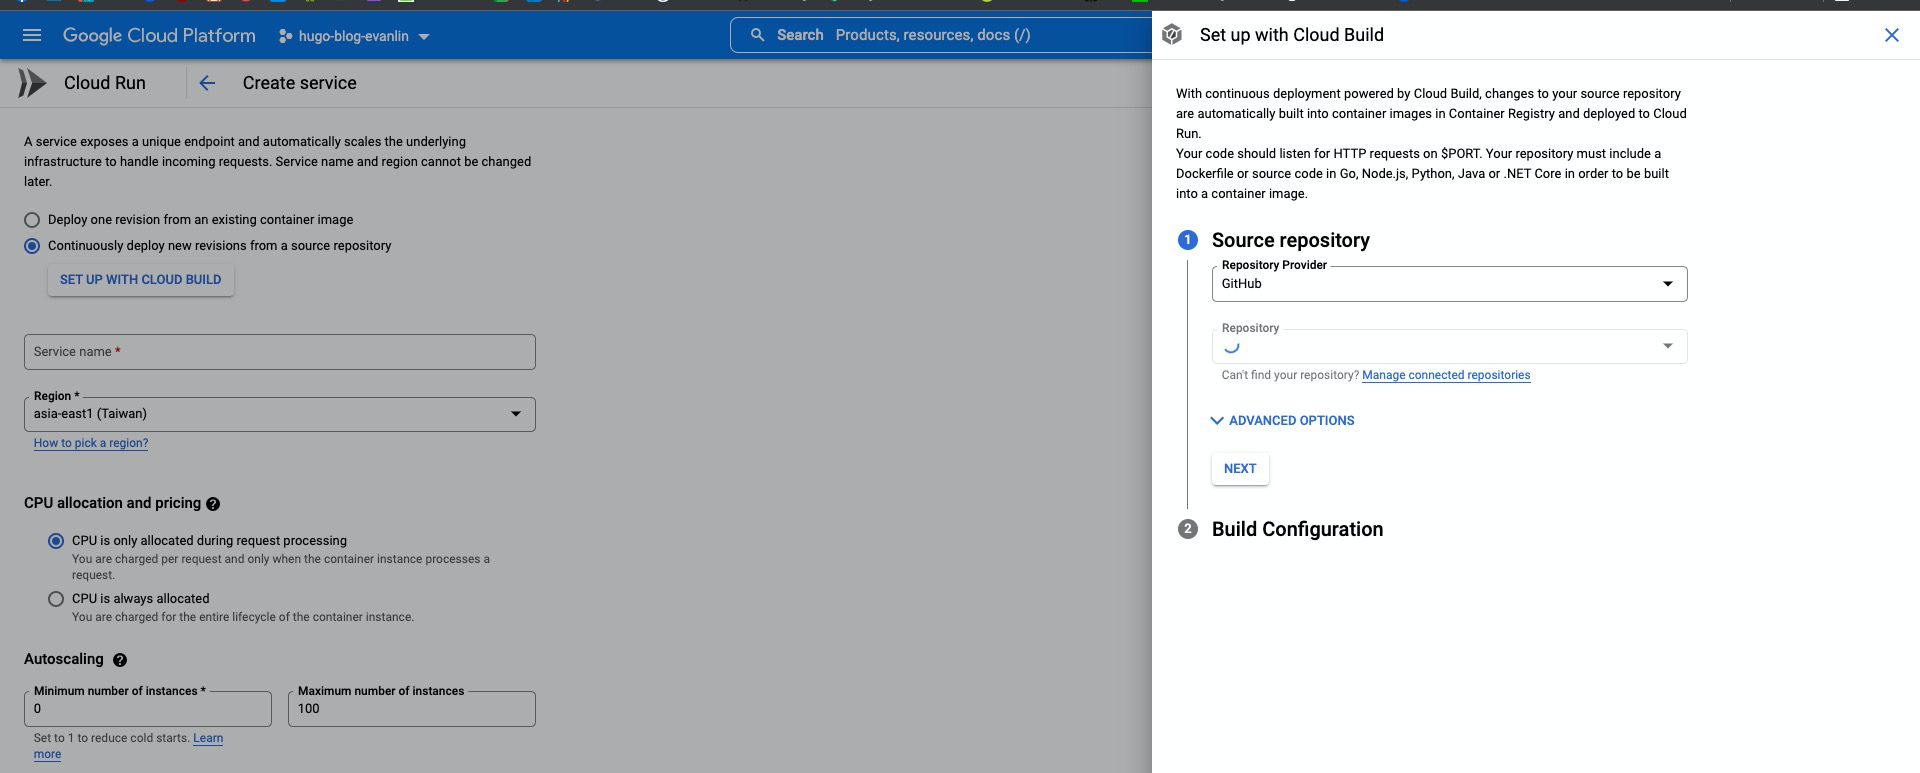 Google Cloud Platform
hugo-blog-evanlin
Search Products, resources, docs (/)
Cloud Run
Create service
A service exposes a unique endpoint and automatically scales the underlying
infrastructure to handle incoming requests. Service name and region cannot be changed
later.
Deploy one revision from an existing container image
Continuously deploy new revisions from a source repository
SET UP WITH CLOUD BUILD
Service name *
Region *
asia-east1 (Taiwan)
How to pick a region?
CPU allocation and pricing
CPU is only allocated during request processing
You are charged per request and only when the container instance processes a
request.
CPU is always allocated
You are charged for the entire lifecycle of the container instance.
Autoscaling
Minimum number of instances *
0
Maximum number of instances
100
Set to 1 to reduce cold starts. Learn
more
Set up with Cloud Build
With continuous deployment powered by Cloud Build, changes to your source repository
are automatically built into container images in Container Registry and deployed to Cloud
Run.
Your code should listen for HTTP requests on $PORT. Your repository must include a
Dockerfile or source code in Go, Node.js, Python, Java or .NET Core in order to be built
into a container image.
1 Source repository
Repository Provider
GitHub
Repository
Can't find your repository? Manage connected repositories
ADVANCED OPTIONS
NEXT
2 Build Configuration